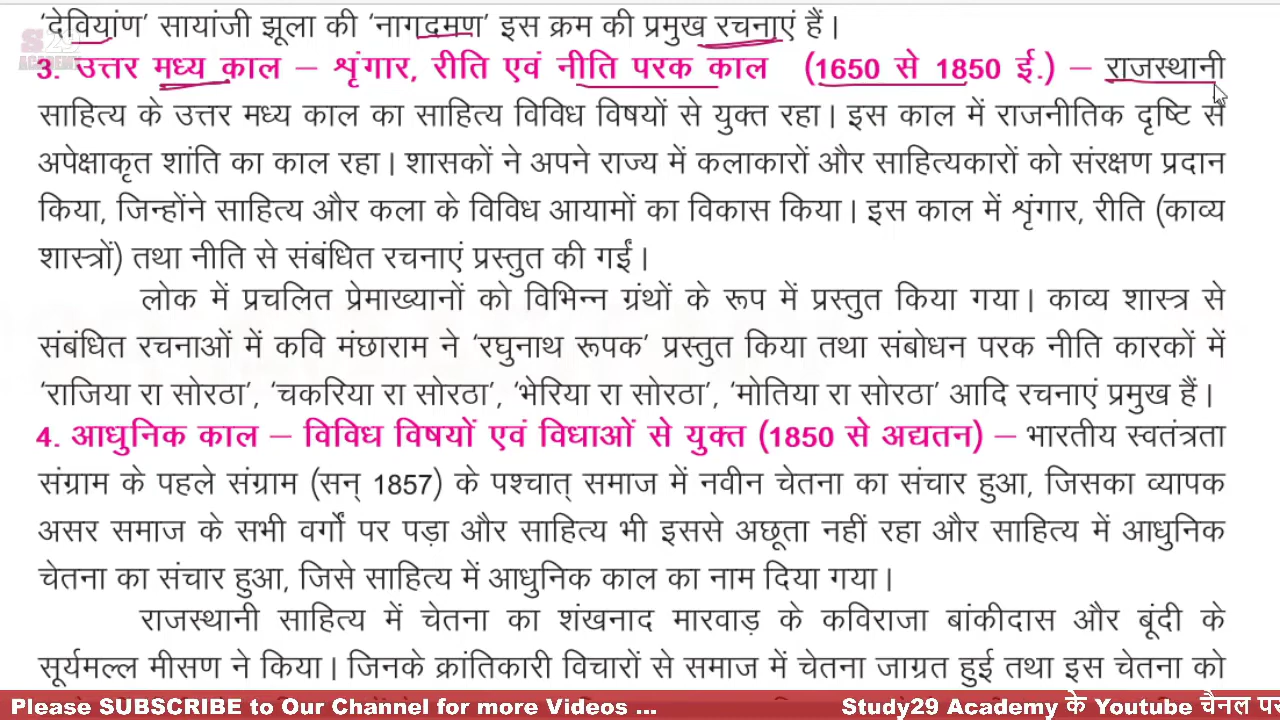 'देवियांण' सायांजी झूला की 'नागदमण' इस क्रम की प्रमुख रचनाएं हैं।
S29
ACADEMY
3. उत्तर मध्य काल – शृंगार, रीति एवं नीति परक काल (1650 से 1850 ई.) – राजस्थानी
साहित्य के उत्तर मध्य काल का साहित्य विविध विषयों से युक्त रहा। इस काल में राजनीतिक दृष्टि से
अपेक्षाकृत शांति का काल रहा। शासकों ने अपने राज्य में कलाकारों और साहित्यकारों को संरक्षण प्रदान
किया, जिन्होंने साहित्य और कला के विविध आयामों का विकास किया। इस काल में शृंगार, रीति (काव्य
शास्त्रों) तथा नीति से संबंधित रचनाएं प्रस्तुत की गईं।
लोक में प्रचलित प्रेमाख्यानों को विभिन्न ग्रंथों के रूप में प्रस्तुत किया गया। काव्य शास्त्र से
संबंधित रचनाओं में कवि मंछाराम ने 'रघुनाथ रूपक' प्रस्तुत किया तथा संबोधन परक नीति कारकों में
'राजिया रा सोरठा', 'चकरिया रा सोरठा', 'भेरिया रा सोरठा', 'मोतिया रा सोरठा' आदि रचनाएं प्रमुख हैं।
4. आधुनिक काल – विविध विषयों एवं विधाओं से युक्त (1850 से अद्यतन) – भारतीय स्वतंत्रता
संग्राम के पहले संग्राम (सन् 1857) के पश्चात् समाज में नवीन चेतना का संचार हुआ, जिसका व्यापक
असर समाज के सभी वर्गों पर पड़ा और साहित्य भी इससे अछूता नहीं रहा और साहित्य में आधुनिक
चेतना का संचार हुआ, जिसे साहित्य में आधुनिक काल का नाम दिया गया।
राजस्थानी साहित्य में चेतना का शंखनाद मारवाड़ के कविराजा बांकीदास और बूंदी के
सूर्यमल्ल मीसण ने किया। जिनके क्रांतिकारी विचारों से समाज में चेतना जाग्रत हुई तथा इस चेतना को
Please SUBSCRIBE to Our Channel for more Videos ... Study29 Academy के Youtube चैनल पर